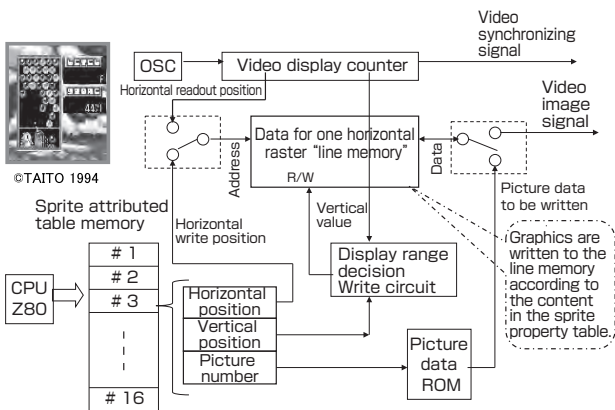 Video
synchronizing
signal
OSC
Video display counter
Horizontal readout position
Video
image
signal
Data for one horizontal
raster "line memory"
R/W
Address
Data
©TAITO 1994
Sprite attributed
table memory
Horizontal
write position
Vertical
value
Picture data
to be written
# 1
# 2
# 3
# 16
CPU
Z80
Display range
decision
Write circuit
Graphics are
written to the
line memory
according to
the content
in the sprite
property table.
Horizontal
position
Vertical
position
Picture
number
Picture
data
ROM